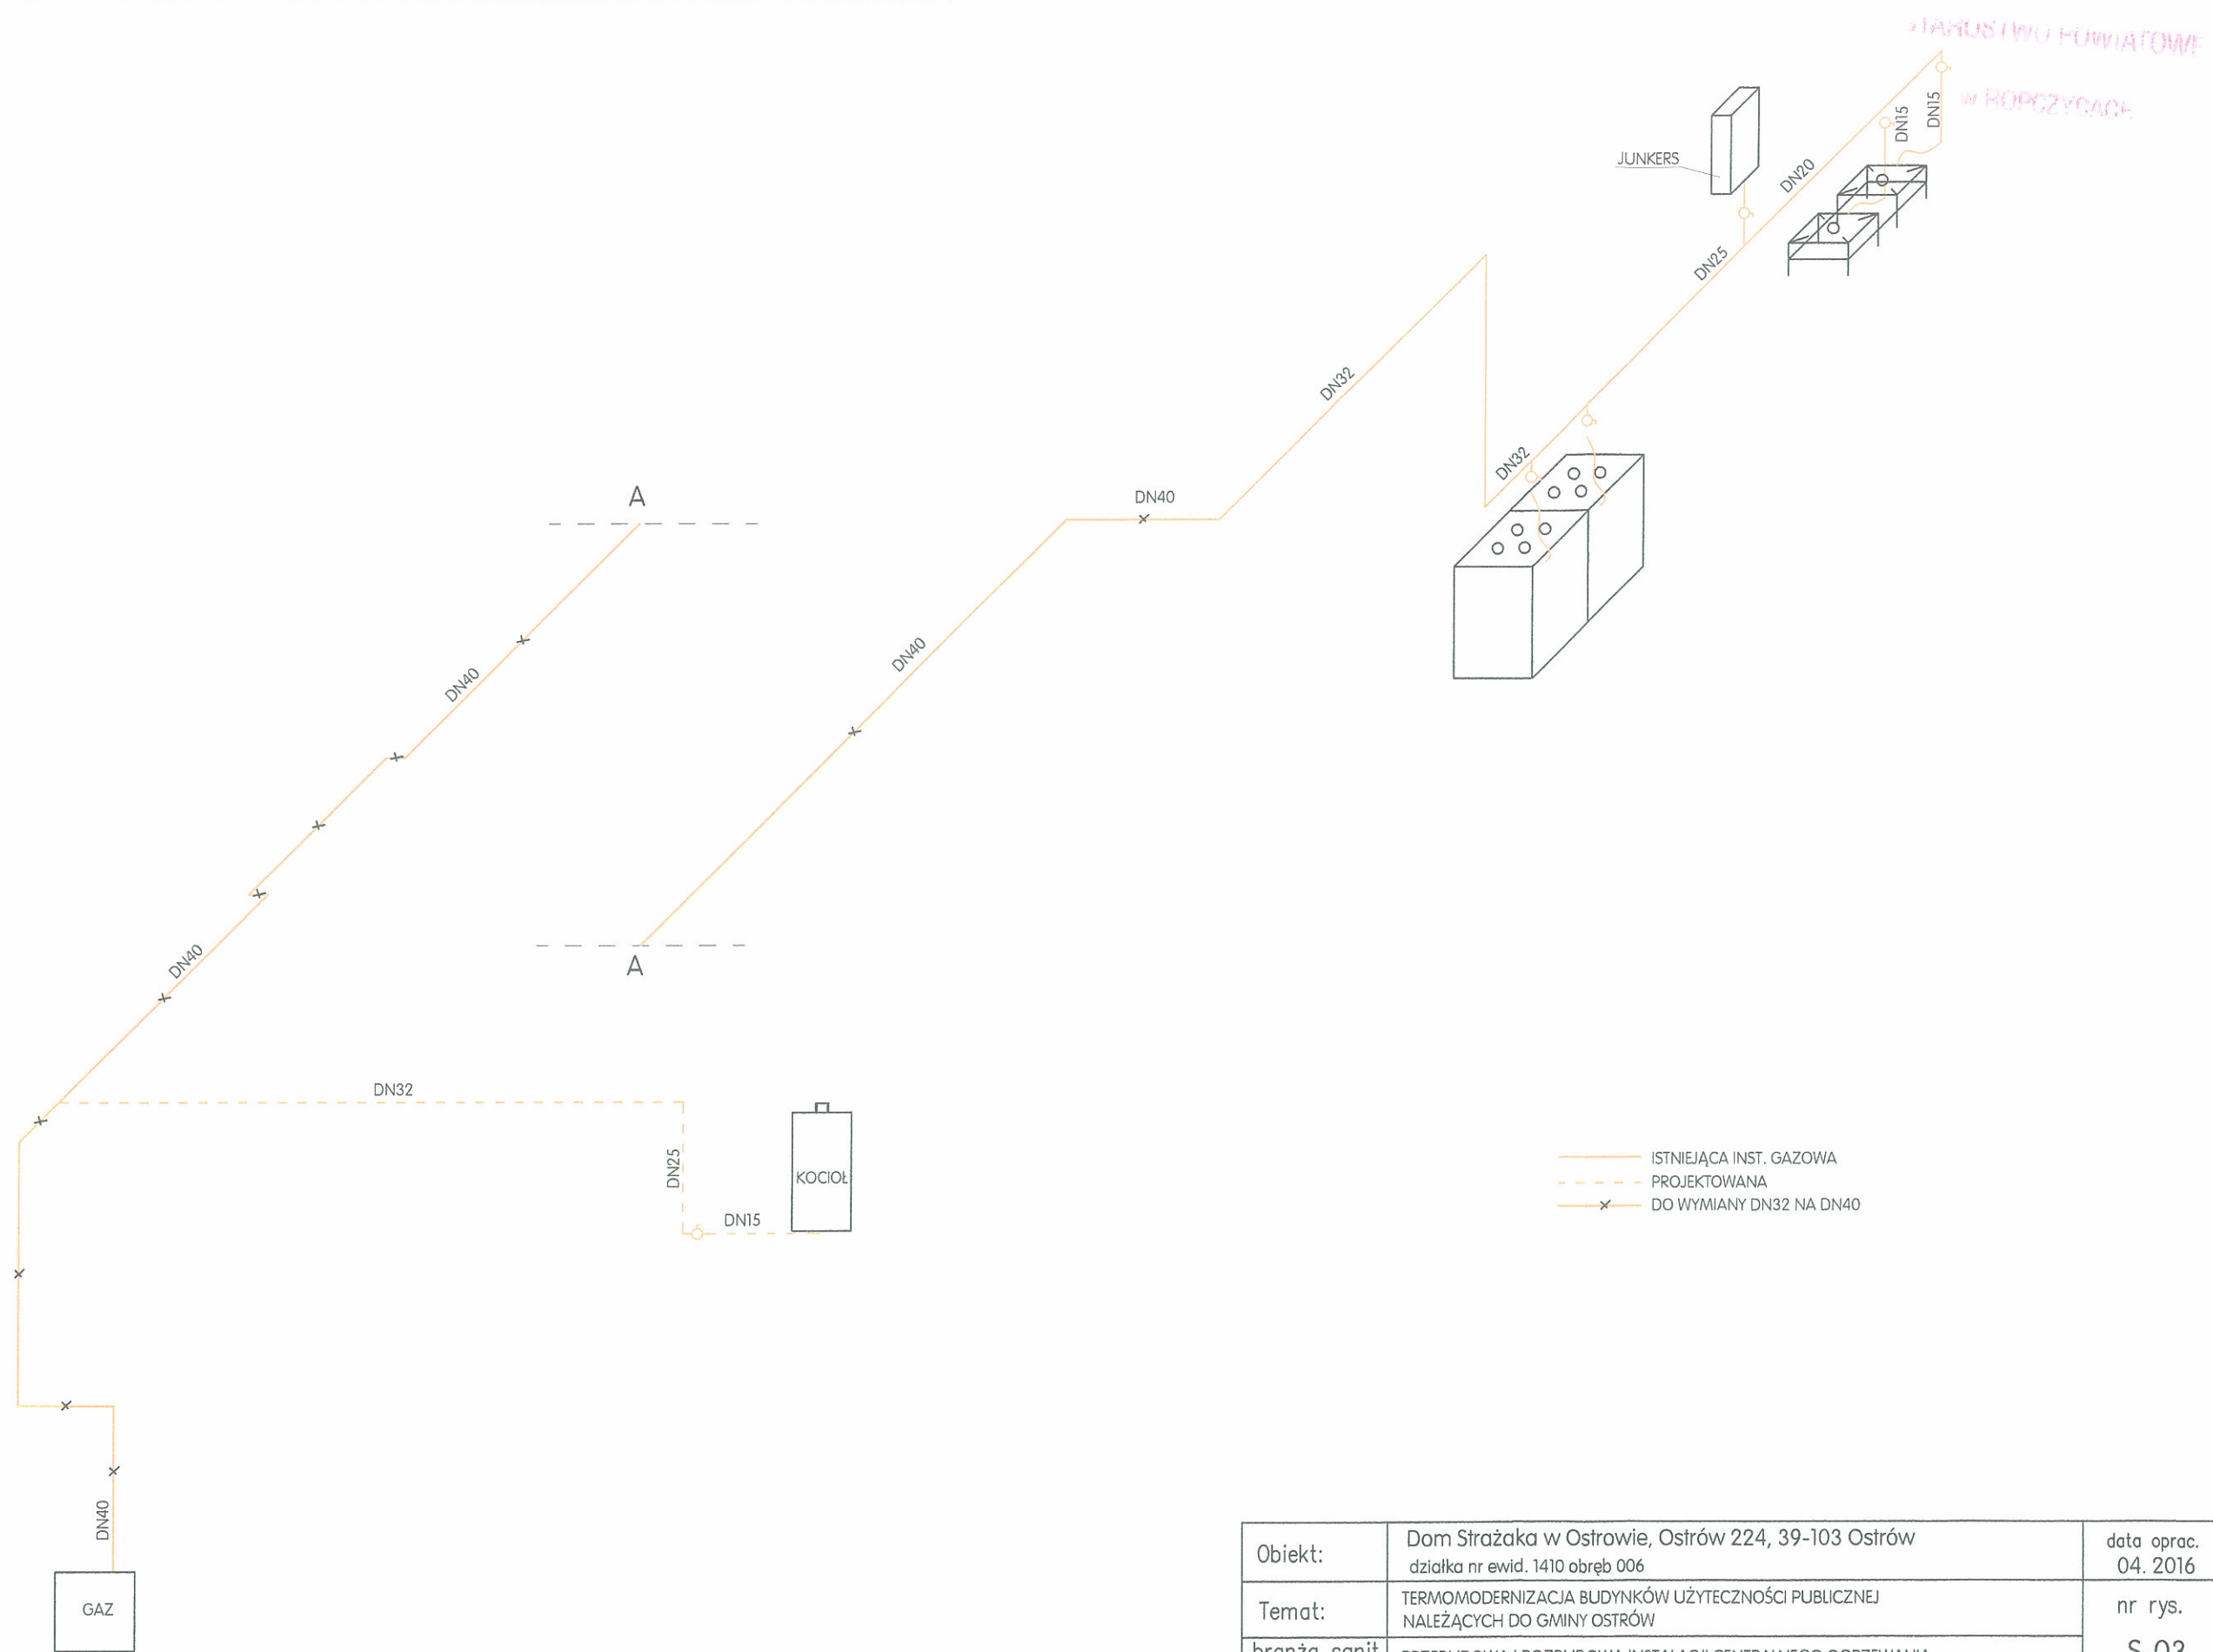 STAROSTWO POWIATOWE
w ROPCZYCACH
DN15
DN15
JUNKERS
DN20
DN25
DN32
DN32
A
DN40
DN40
DN40
A
DN40
DN32
DN25
KOCIOŁ
DN15
ISTNIEJĄCA INST. GAZOWA
PROJEKTOWANA
DO WYMIANY DN32 NA DN40
DN40
GAZ
Obiekt:
Dom Strażaka w Ostrowie, Ostrów 224, 39-103 Ostrów
działka nr ewid. 1410 obręb 006
data oprac.
04. 2016
Temat:
TERMOMODERNIZACJA BUDYNKÓW UŻYTECZNOŚCI PUBLICZNEJ
NALEŻĄCYCH DO GMINY OSTRÓW
nr rys.